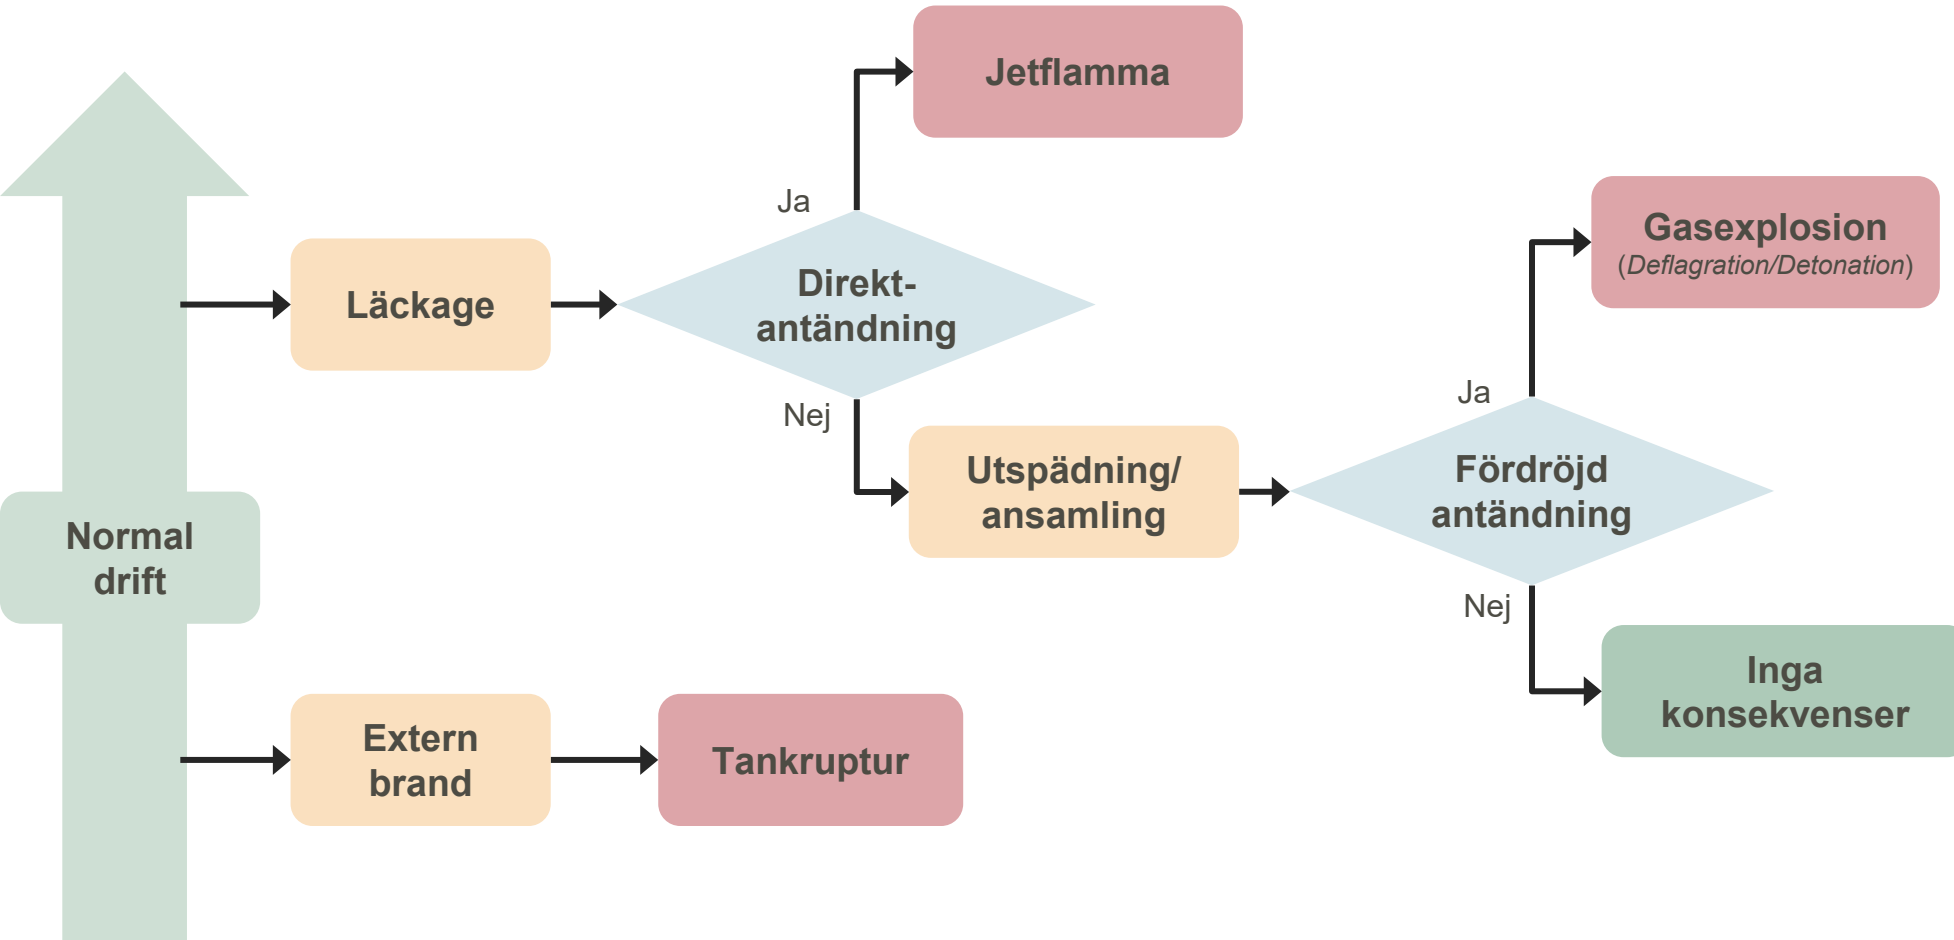 Jetflamma
Ja
Gasexplosion
(Deflagration/Detonation)
Läckage
Direkt-
antändning
Nej
Ja
Utspädning/
ansamling
Fördröjd
antändning
Normal
drift
Nej
Inga
konsekvenser
Extern
brand
Tankruptur